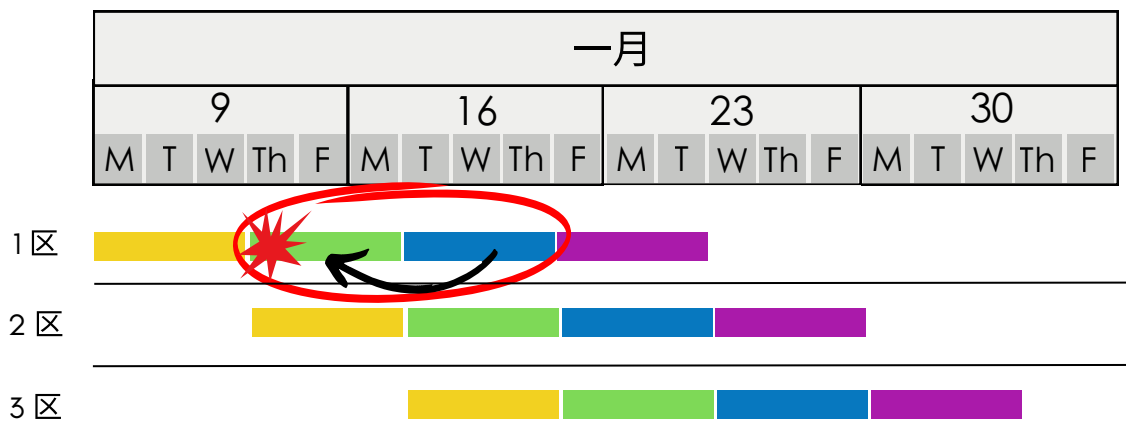 一月
9 16 23 30
M T W Th F M T W Th F M T W Th F M T W Th F
1区
2 区
3 区